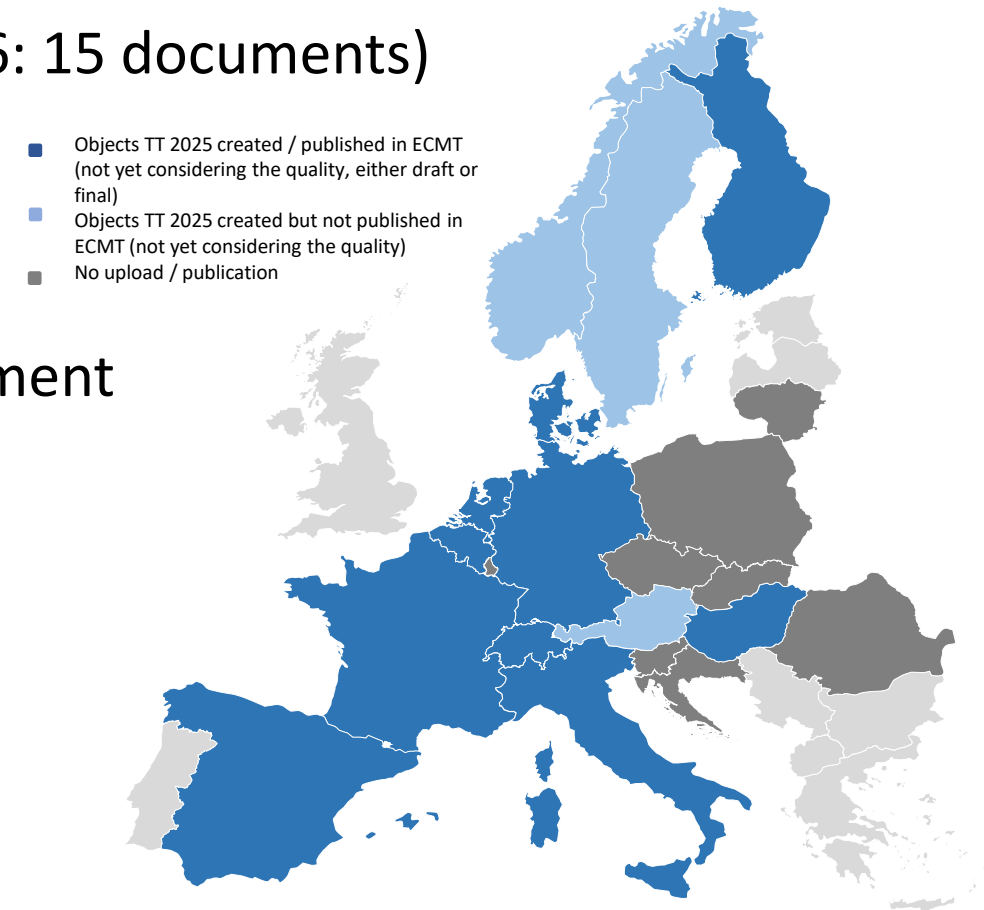 6: 15 documents)
Objects TT 2025 created / published in ECMT
(not yet considering the quality, either draft or
final)
Objects TT 2025 created but not published in
ECMT (not yet considering the quality)
No upload / publication
ment